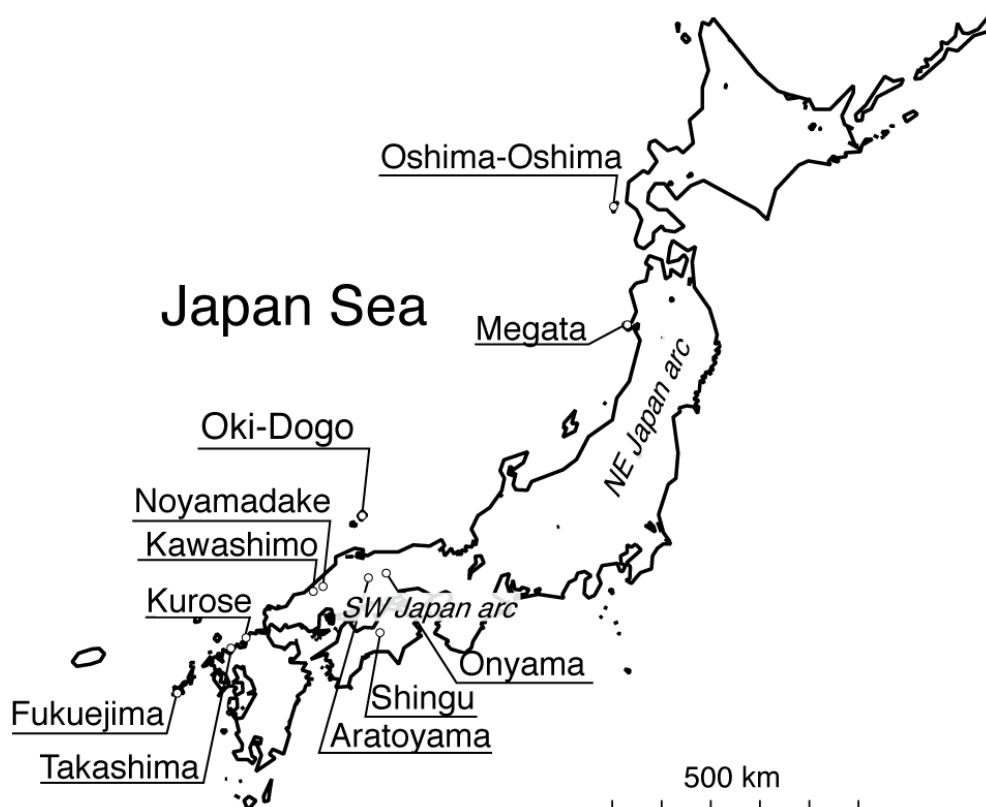 Oshima-Oshima
Japan Sea
Megata
NE Japan arc
Oki-Dogo
Noyamadake
Kawashimo
Kurose
SW Japan arc
Onyama
Fukuejima
Shingu
Aratoyama
Takashima
500 km